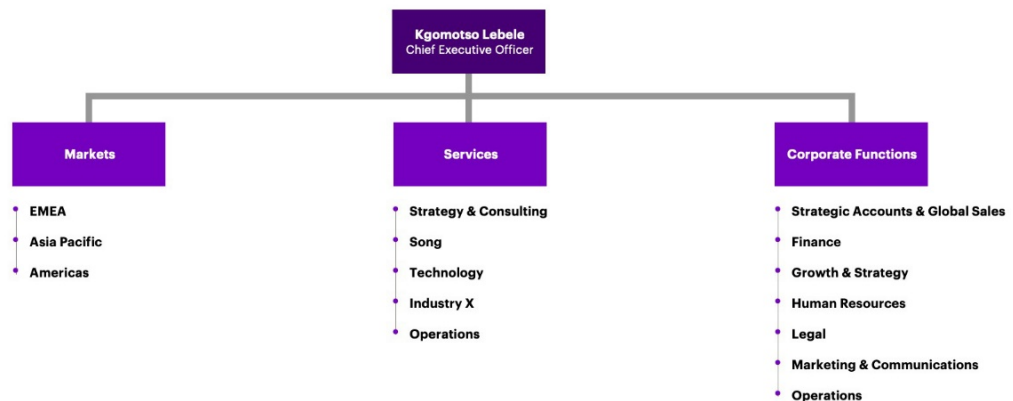 Kgomotso Lebele
Chief Executive Officer
Markets
EMEA
Asia Pacific
Americas
Services
Strategy & Consulting
Song
Technology
Industry X
Operations
Corporate Functions
Strategic Accounts & Global Sales
Finance
Growth & Strategy
Human Resources
Legal
Marketing & Communications
Operations